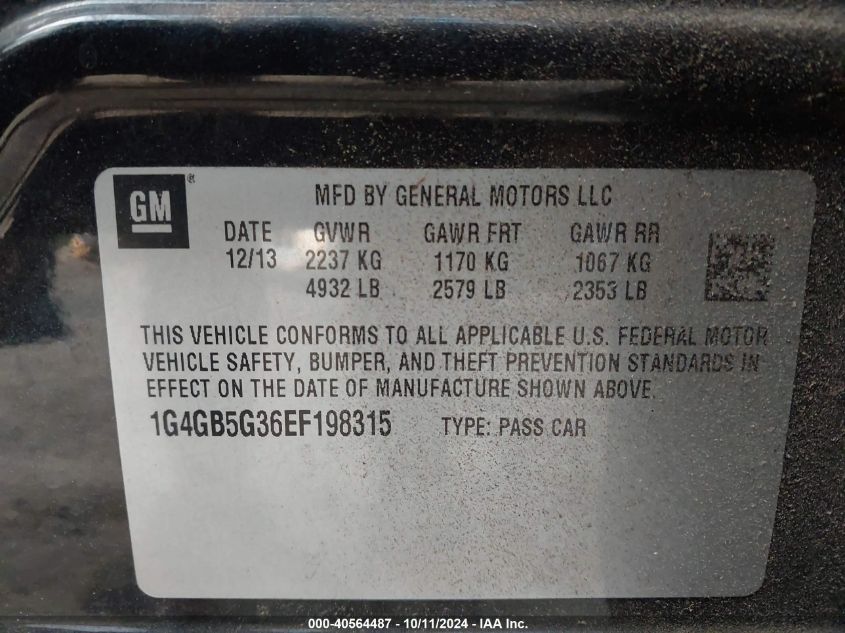 GM®
MFD BY GENERAL MOTORS LLC
DATE GVWR GAWR FRT GAWR RR
12/13 2237 KG 1170 KG 1067 KG
4932 LB 2579 LB 2353 LB
THIS VEHICLE CONFORMS TO ALL APPLICABLE U.S. FEDERAL MOTOR
VEHICLE SAFETY, BUMPER, AND THEFT PREVENTION STANDARDS IN
EFFECT ON THE DATE OF MANUFACTURE SHOWN ABOVE.
1G4GB5G36EF198315 TYPE: PASS CAR
000-40564487 - 10/11/2024 - IAA Inc.